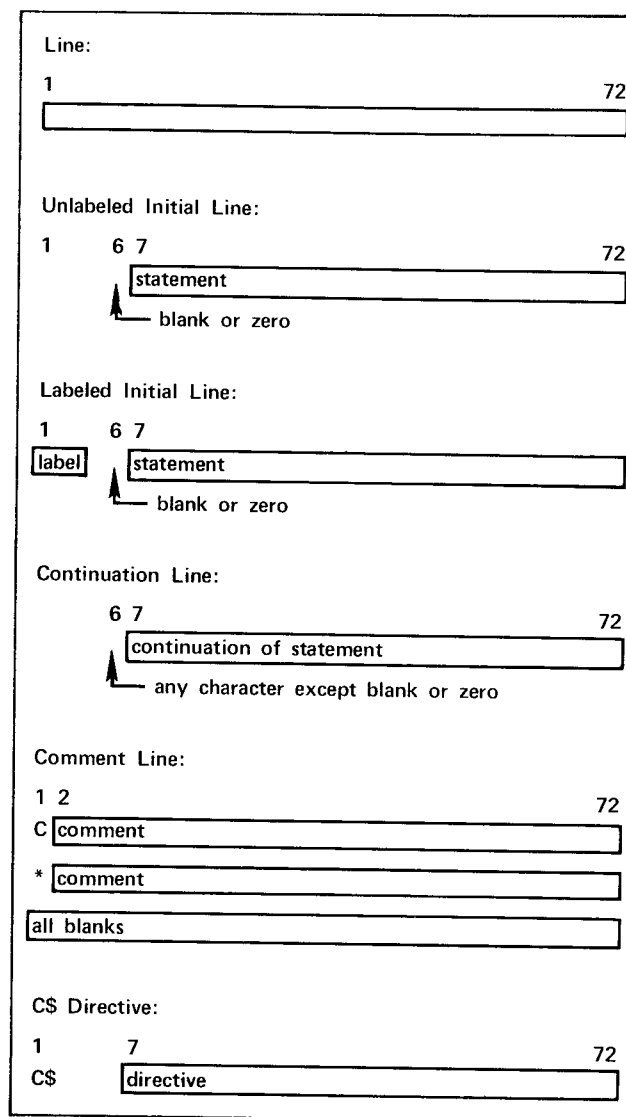 Line:
1 72
Unlabeled Initial Line:
1 6 7 72
statement
blank or zero
Labeled Initial Line:
1 6 7
label statement
blank or zero
Continuation Line:
6 7 72
continuation of statement
any character except blank or zero
Comment Line:
1 2 72
C comment
* comment
all blanks
C$ Directive:
1 7 72
C$ directive